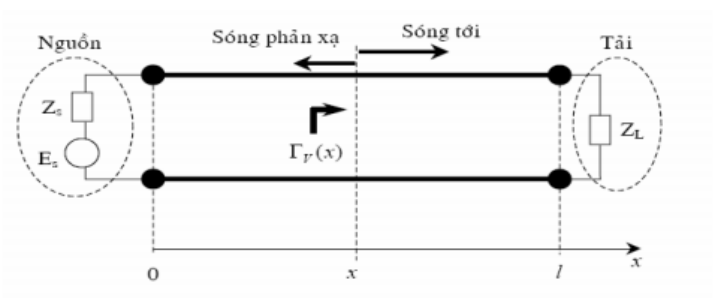 Nguồn
Sóng phản xạ
Sóng tới
Tải
Zs
Es
ΓV(x)
ZL
0
x
l
x